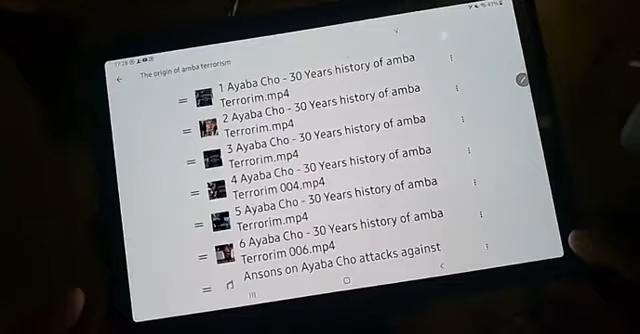 17:28
The origin of amba terrorism
1 Ayaba Cho - 30 Years history of amba
Terrorim.mp4
2 Ayaba Cho - 30 Years history of amba
Terrorim.mp4
3 Ayaba Cho - 30 Years history of amba
Terrorim.mp4
4 Ayaba Cho - 30 Years history of amba
Terrorim 004.mp4
5 Ayaba Cho - 30 Years history of amba
Terrorim.mp4
6 Ayaba Cho - 30 Years history of amba
Terrorim 006.mp4
Ansons on Ayaba Cho attacks against